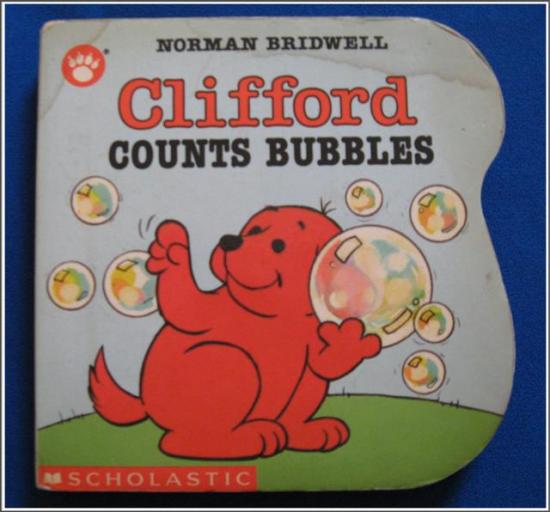 NORMAN BRIDWELL
Clifford
COUNTS BUBBLES
SCHOLASTIC